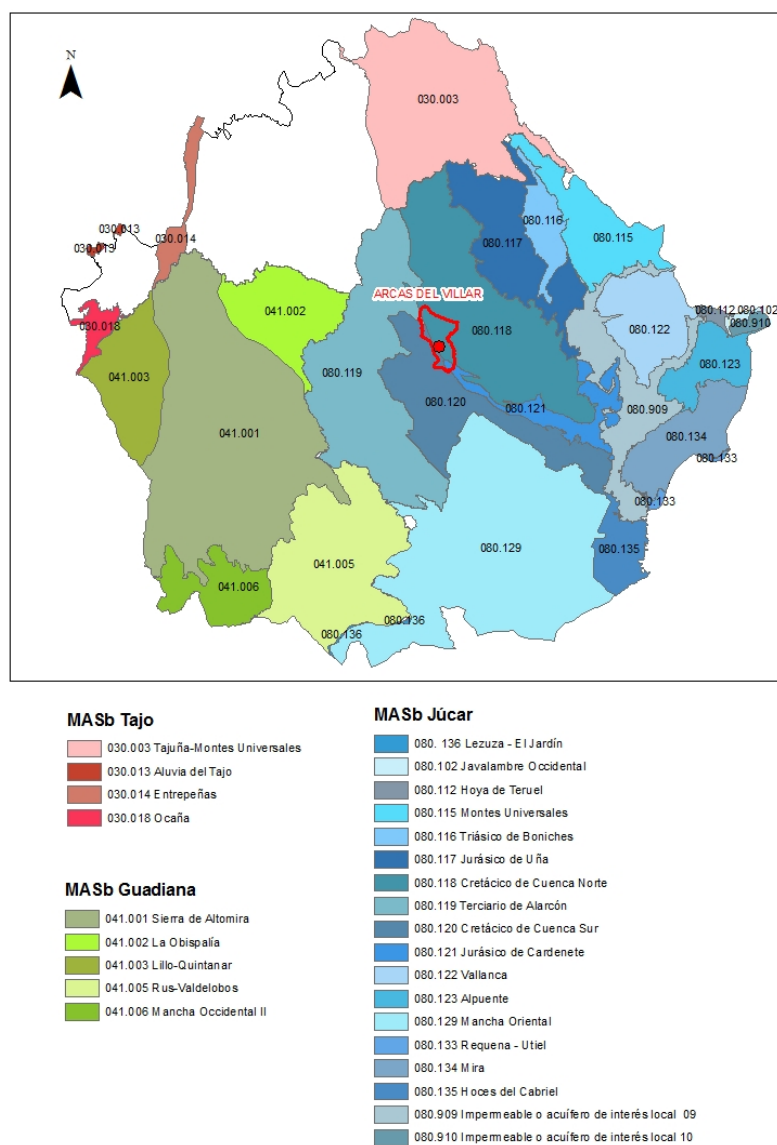 N
030.003
030.013
030.013
030.014
080.116
080.117
080.115
ARCAS DEL VILLAR
030.018
041.002
080.118
080.122
080.112
080.102
080.910
080.123
041.003
080.119
080.120
080.121
080.909
041.001
080.134
080.133
080.133
080.129
080.135
041.005
041.006
080.136
080.136
MASb Tajo
030.003 Tajuña-Montes Universales
030.013 Aluvia del Tajo
030.014 Entrepeñas
030.018 Ocaña
MASb Guadiana
041.001 Sierra de Altomira
041.002 La Obispalía
041.003 Lillo-Quintanar
041.005 Rus-Valdelobos
041.006 Mancha Occidental II
MASb Júcar
080. 136 Lezuza - El Jardín
080.102 Javalambre Occidental
080.112 Hoya de Teruel
080.115 Montes Universales
080.116 Triásico de Boniches
080.117 Jurásico de Uña
080.118 Cretácico de Cuenca Norte
080.119 Terciario de Alarcón
080.120 Cretácico de Cuenca Sur
080.121 Jurásico de Cardenete
080.122 Vallanca
080.123 Alpuente
080.129 Mancha Oriental
080.133 Requena - Utiel
080.134 Mira
080.135 Hoces del Cabriel
080.909 Impermeable o acuífero de interés local 09
080.910 Impermeable o acuífero de interés local 10